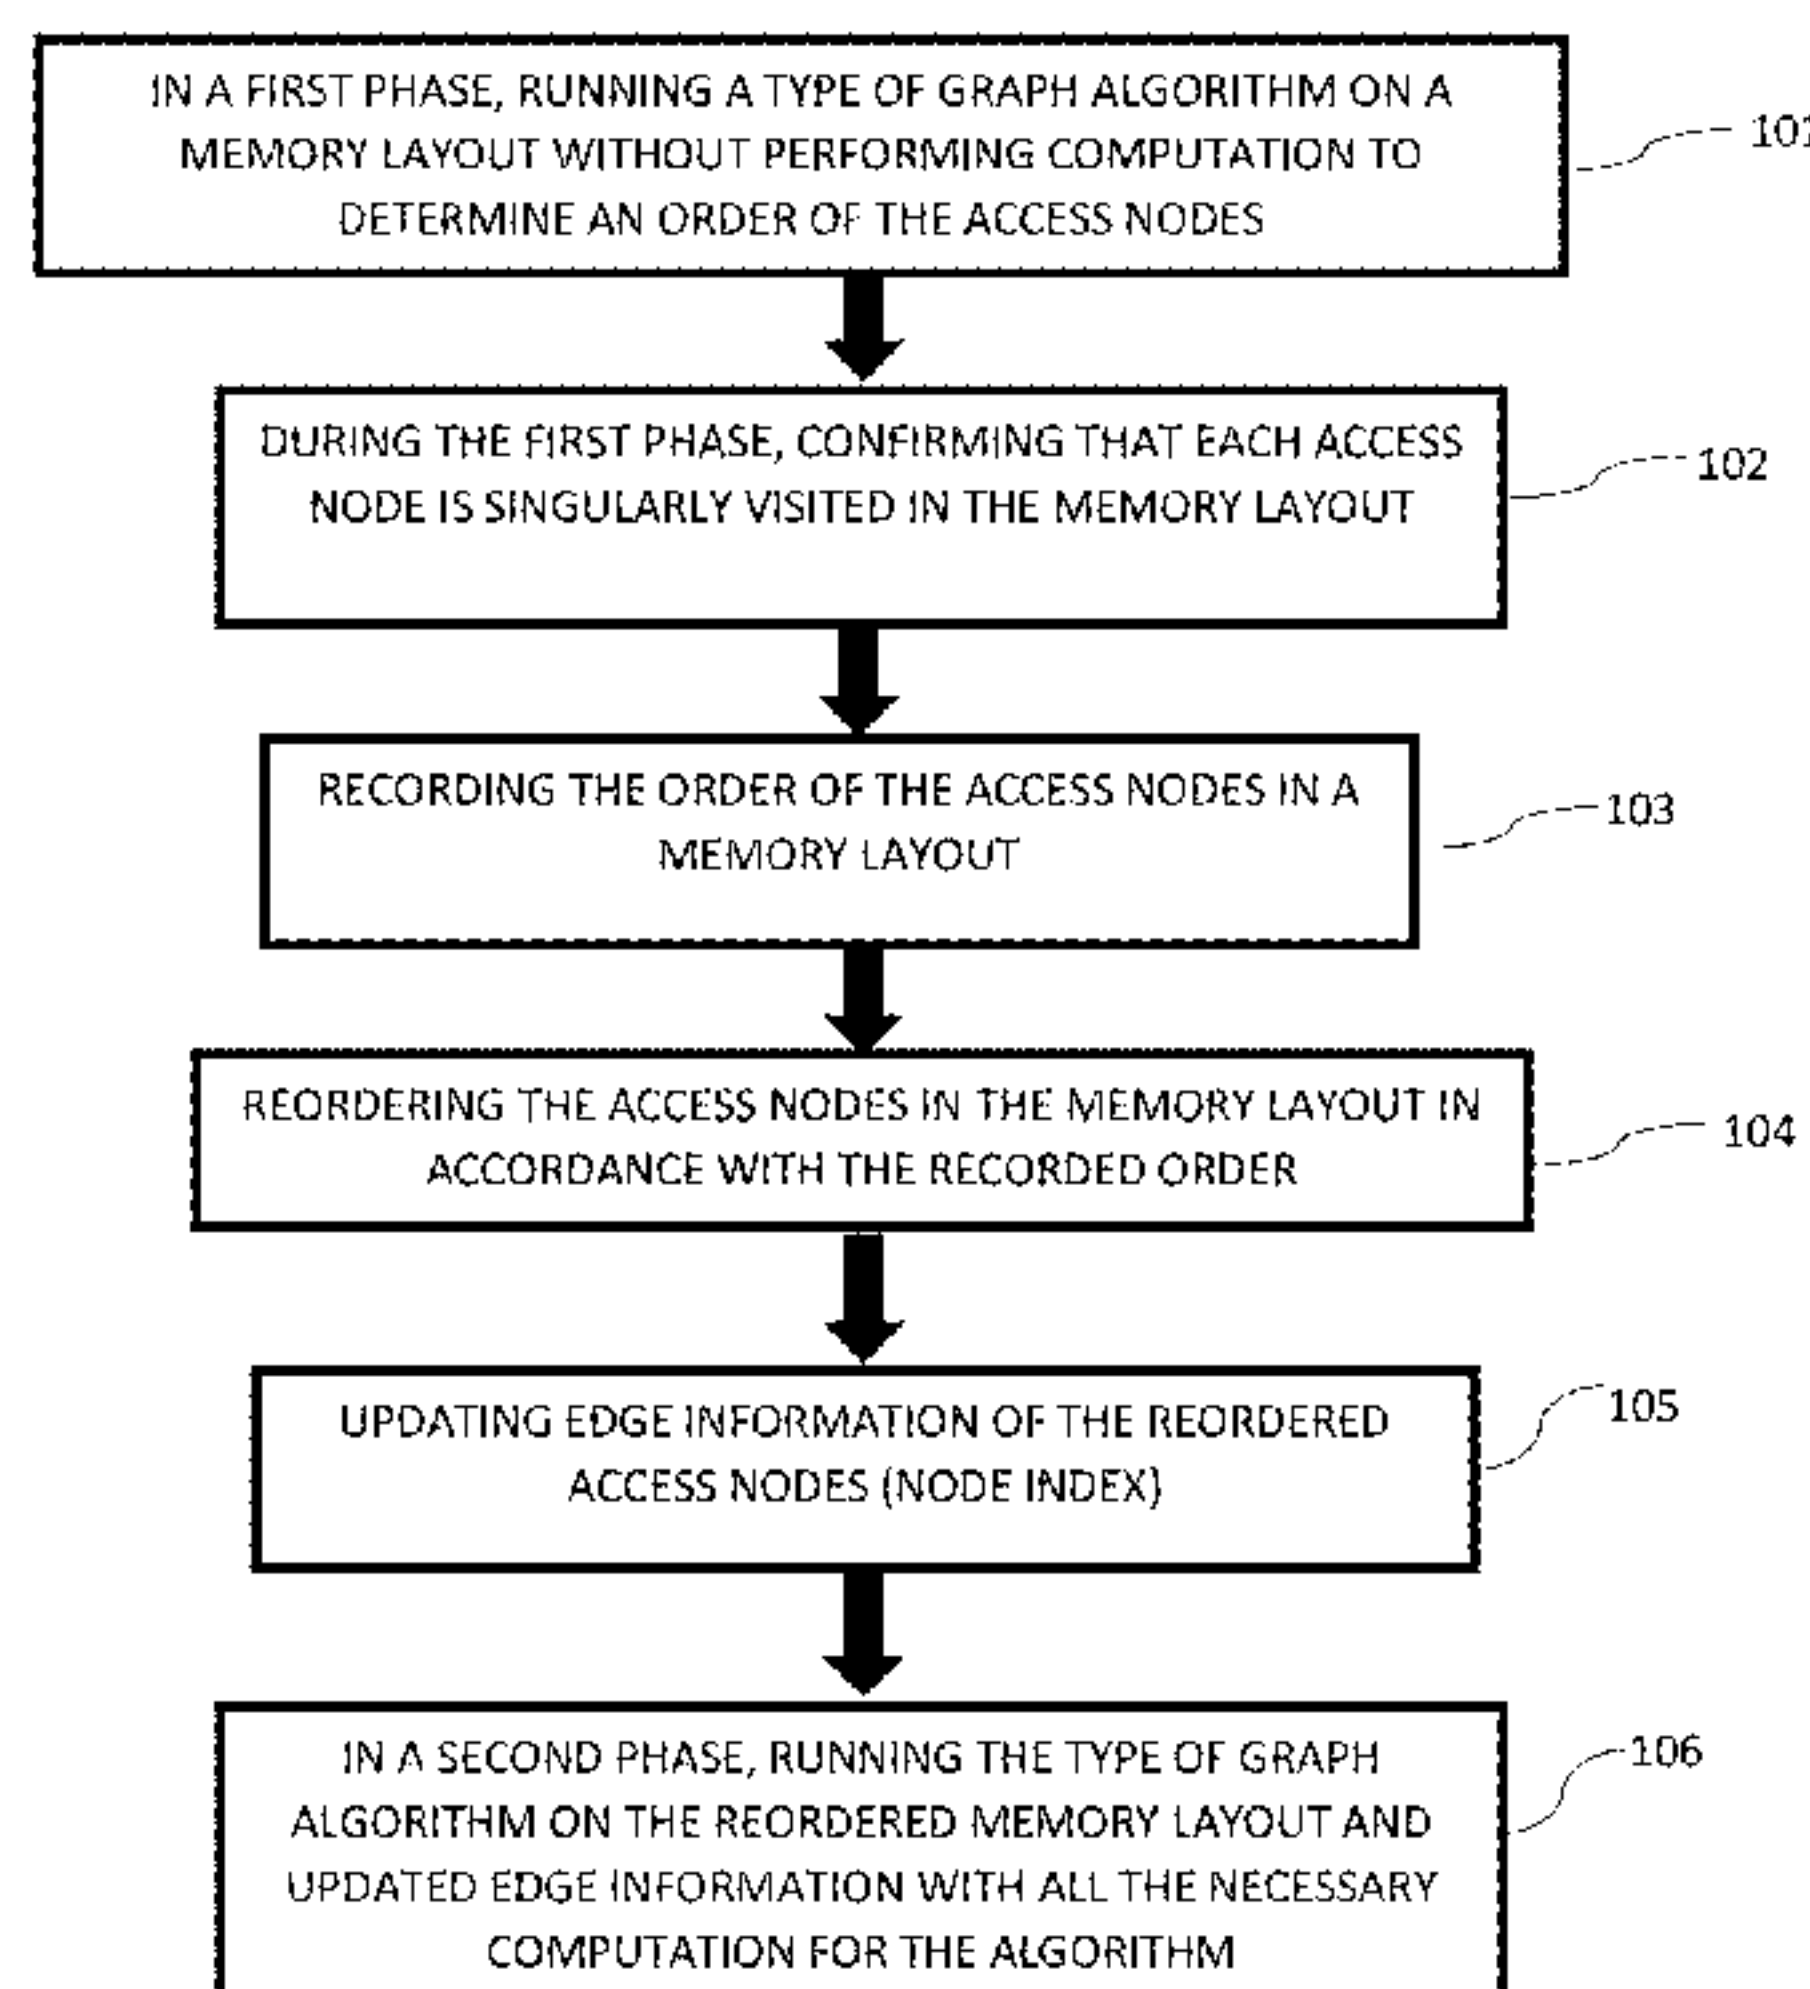 IN A FIRST PHASE, RUNNING A TYPE OF GRAPH ALGORITHM ON A
MEMORY LAYOUT WITHOUT PERFORMING COMPUTATION TO
DETERMINE AN ORDER OF THE ACCESS NODES
101
DURING THE FIRST PHASE, CONFIRMING THAT EACH ACCESS
NODE IS SINGULARLY VISITED IN THE MEMORY LAYOUT
102
RECORDING THE ORDER OF THE ACCESS NODES IN A
MEMORY LAYOUT
103
REORDERING THE ACCESS NODES IN THE MEMORY LAYOUT IN
ACCORDANCE WITH THE RECORDED ORDER
104
UPDATING EDGE INFORMATION OF THE REORDERED
ACCESS NODES (NODE INDEX)
105
IN A SECOND PHASE, RUNNING THE TYPE OF GRAPH
ALGORITHM ON THE REORDERED MEMORY LAYOUT AND
UPDATED EDGE INFORMATION WITH ALL THE NECESSARY
COMPUTATION FOR THE ALGORITHM
106